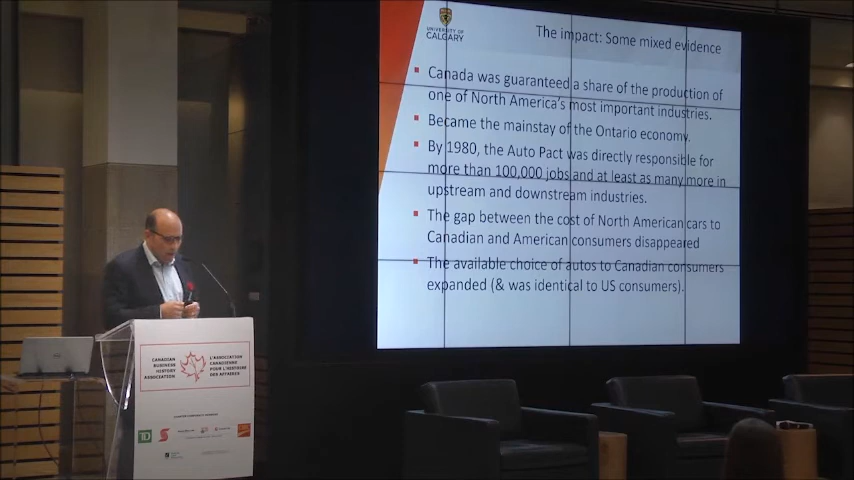 UNIVERSITY OF
CALGARY
The impact: Some mixed evidence
Canada was guaranteed a share of the production of
one of North America's most important industries.
Became the mainstay of the Ontario economy.
By 1980, the Auto Pact was directly responsible for
more than 100,000 jobs and at least as many more in
upstream and downstream industries.
The gap between the cost of North American cars to
Canadian and American consumers disappeared
The available choice of autos to Canadian consumers
expanded (& was identical to US consumers).
CANADIAN
BUSINESS
HISTORY
ASSOCIATION
L'ASSOCIATION
CANADIENNE
POUR L'HISTOIRE
DES AFFAIRES
TD